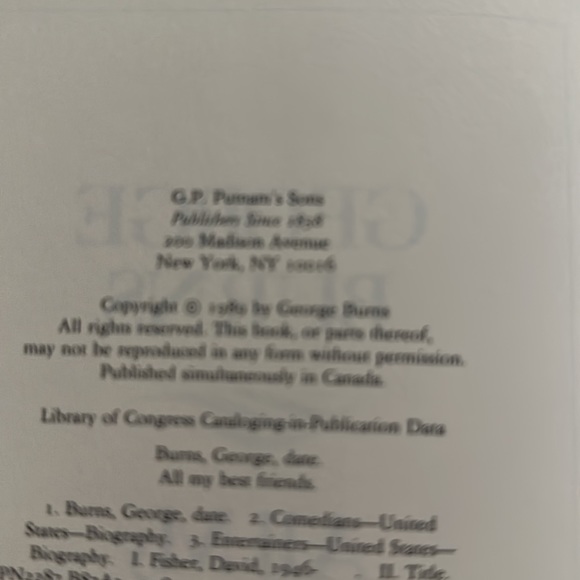 G.P. Putnam's Sons
Publishers Since 1838
200 Madison Avenue
New York, NY 10016
Copyright © 1989 by George Burns
All rights reserved. This book, or parts thereof,
may not be reproduced in any form without permission.
Published simultaneously in Canada
Library of Congress Cataloging-in-Publication Data
Burns, George, date.
All my best friends.
1. Burns, George, date. 2. Comedians—United
States—Biography. 3. Entertainers—United States—
Biography. I. Fisher, David, 1946- . II. Title.